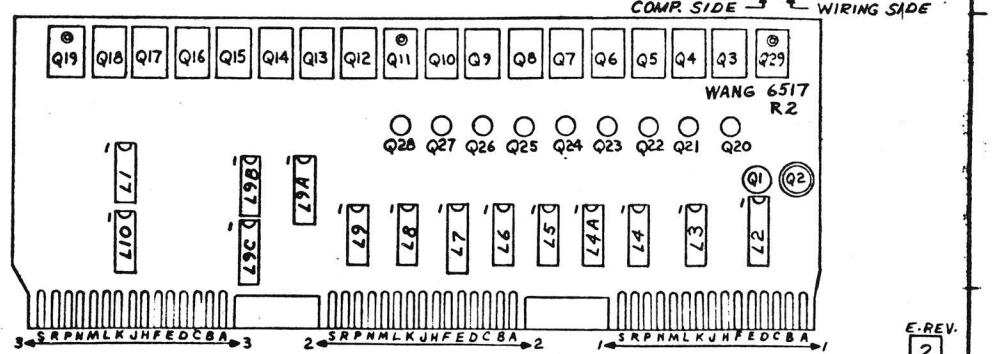 COMP. SIDE WIRING SIDE
Q19 Q18 Q17 Q16 Q15 Q14 Q13 Q12 Q11 Q10 Q9 Q8 Q7 Q6 Q5 Q4 Q3 Q29
WANG 6517
R2
Q28 Q27 Q26 Q25 Q24 Q23 Q22 Q21 Q20
1 L1 1 L9B 1 L9A Q1 Q2
1 L10 1 L9C 1 L9 1 L8 1 L7 1 L6 1 L5 1 L4A 1 L4 1 L3 1 L2
S R P N M L K J H F E D C B A S R P N M L K J H F E D C B A S R P N M L K J H F E D C B A
3 3 2 2 1 1
E-REV.
2